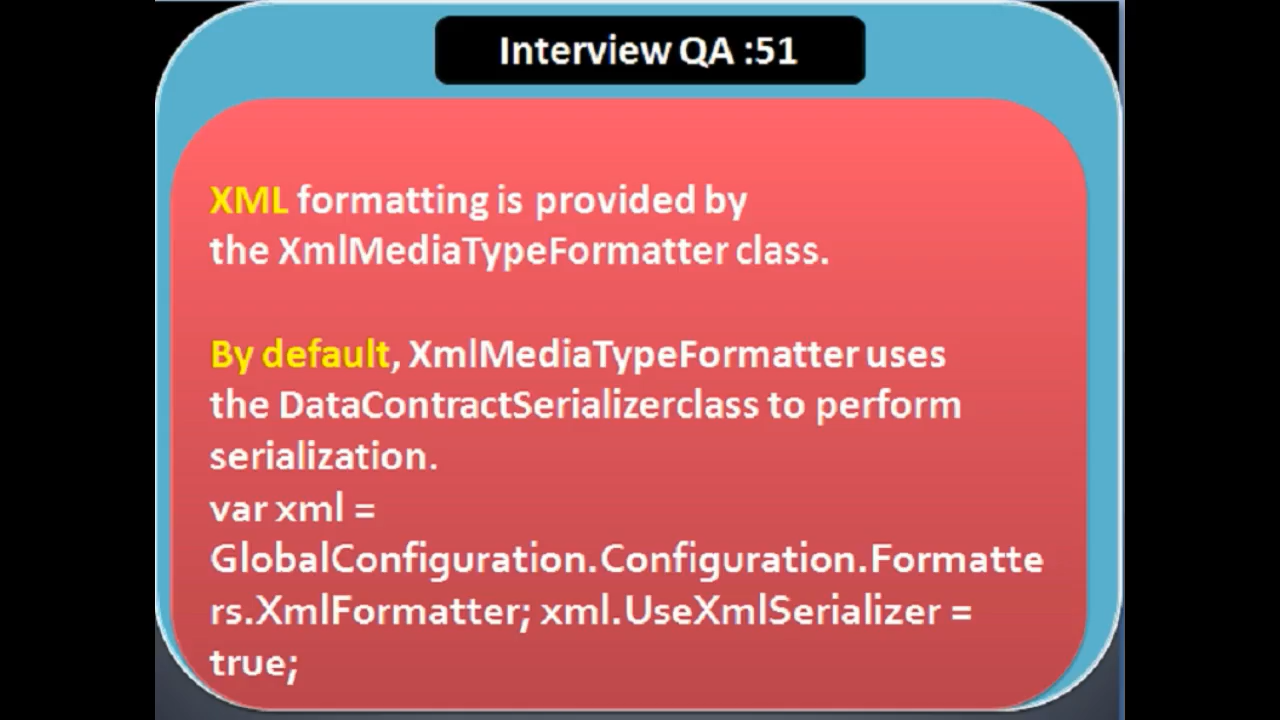 Interview QA :51
XML formatting is provided by
the XmlMediaTypeFormatter class.
By default, XmlMediaTypeFormatter uses
the DataContractSerializerclass to perform
serialization.
var xml =
GlobalConfiguration.Configuration.Formatte
rs.XmlFormatter; xml.UseXmlSerializer =
true;